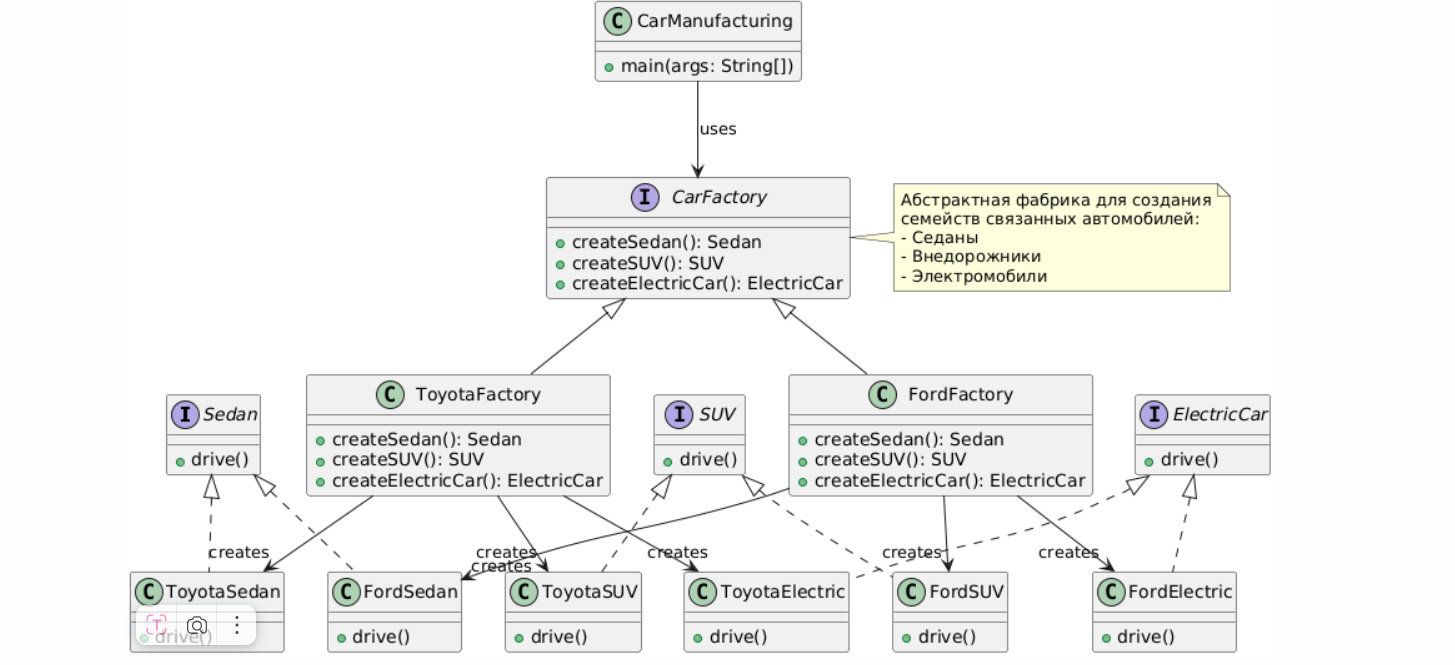 C CarManufacturing
main(args: String[])
uses
I CarFactory
createSedan(): Sedan
createSUV(): SUV
createElectricCar(): ElectricCar
Абстрактная фабрика для создания
семейств связанных автомобилей:
- Седаны
- Внедорожники
- Электромобили
I Sedan
drive()
C ToyotaFactory
createSedan(): Sedan
createSUV(): SUV
createElectricCar(): ElectricCar
I SUV
drive()
C FordFactory
createSedan(): Sedan
createSUV(): SUV
createElectricCar(): ElectricCar
I ElectricCar
drive()
creates
creates
creates
creates
creates
creates
C ToyotaSedan
drive()
C FordSedan
drive()
C ToyotaSUV
drive()
C ToyotaElectric
drive()
C FordSUV
drive()
C FordElectric
drive()
T